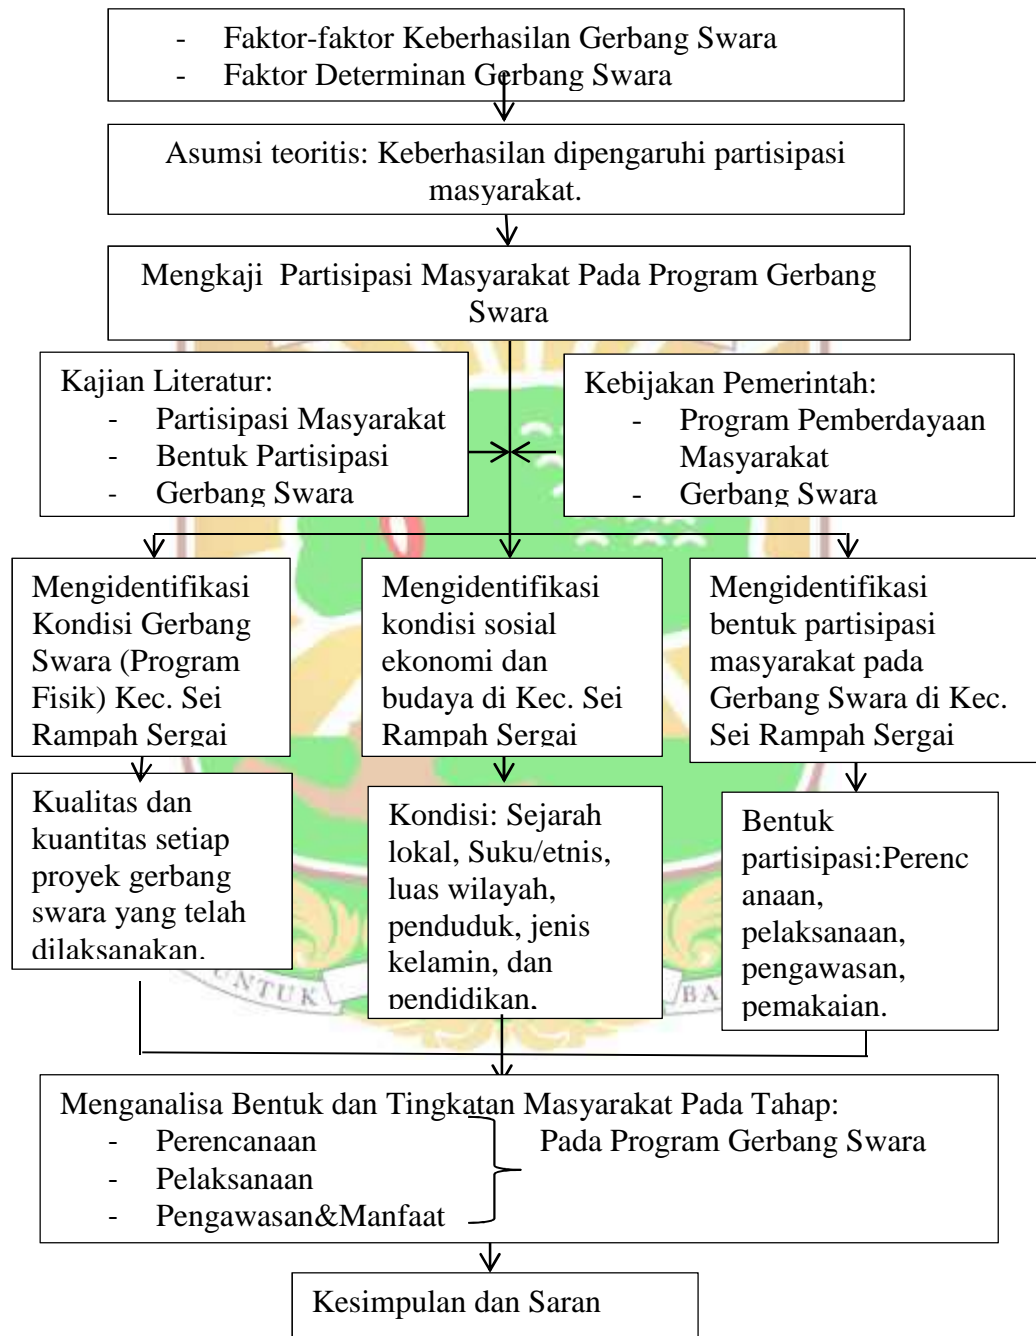 - Faktor-faktor Keberhasilan Gerbang Swara
- Faktor Determinan Gerbang Swara
Asumsi teoritis: Keberhasilan dipengaruhi partisipasi
masyarakat.
Mengkaji Partisipasi Masyarakat Pada Program Gerbang
Swara
Kajian Literatur:
- Partisipasi Masyarakat
- Bentuk Partisipasi
- Gerbang Swara
Kebijakan Pemerintah:
- Program Pemberdayaan
Masyarakat
- Gerbang Swara
Mengidentifikasi
Kondisi Gerbang
Swara (Program
Fisik) Kec. Sei
Rampah Sergai
Mengidentifikasi
kondisi sosial
ekonomi dan
budaya di Kec. Sei
Rampah Sergai
Mengidentifikasi
bentuk partisipasi
masyarakat pada
Gerbang Swara di Kec.
Sei Rampah Sergai
Kualitas dan
kuantitas setiap
proyek gerbang
swara yang telah
dilaksanakan.
Kondisi: Sejarah
lokal, Suku/etnis,
luas wilayah,
penduduk, jenis
kelamin, dan
pendidikan.
Bentuk
partisipasi:Perenc
anaan,
pelaksanaan,
pengawasan,
pemakaian.
UNTUK
Menganalisa Bentuk dan Tingkatan Masyarakat Pada Tahap:
- Perencanaan
- Pelaksanaan
- Pengawasan&Manfaat
Pada Program Gerbang Swara
Kesimpulan dan Saran